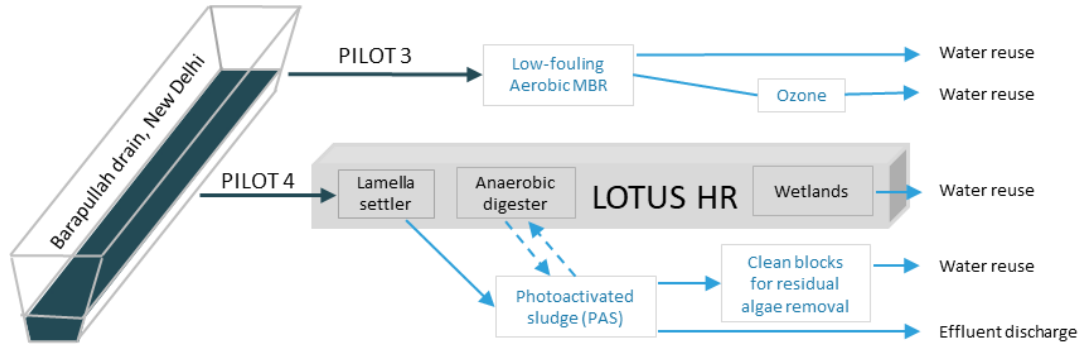 Barapullah drain, New Delhi
PILOT 3
Low-fouling
Aerobic MBR
Water reuse
Ozone
Water reuse
PILOT 4
Lamella
settler
Anaerobic
digester
LOTUS HR
Wetlands
Water reuse
Photoactivated
sludge (PAS)
Clean blocks
for residual
algae removal
Water reuse
Effluent discharge